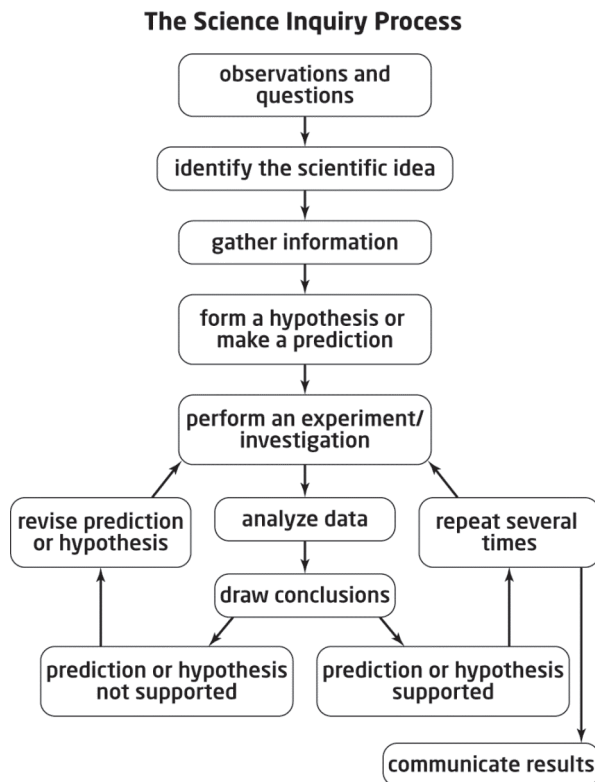 The Science Inquiry Process
observations and
questions
identify the scientific idea
gather information
form a hypothesis or
make a prediction
perform an experiment/
investigation
revise prediction
or hypothesis
analyze data
repeat several
times
draw conclusions
prediction or hypothesis
not supported
prediction or hypothesis
supported
communicate results